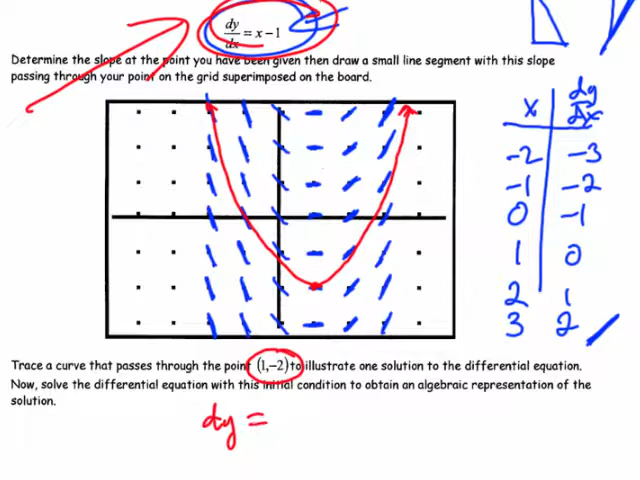 dy/dx = x - 1
Determine the slope at the point you have been given then draw a small line segment with this slope
passing through your point on the grid superimposed on the board.
x dy/dx
-2 -3
-1 -2
0 -1
1 0
2 1
3 2
Trace a curve that passes through the point (1,-2) to illustrate one solution to the differential equation.
Now, solve the differential equation with this initial condition to obtain an algebraic representation of the
solution.
dy =